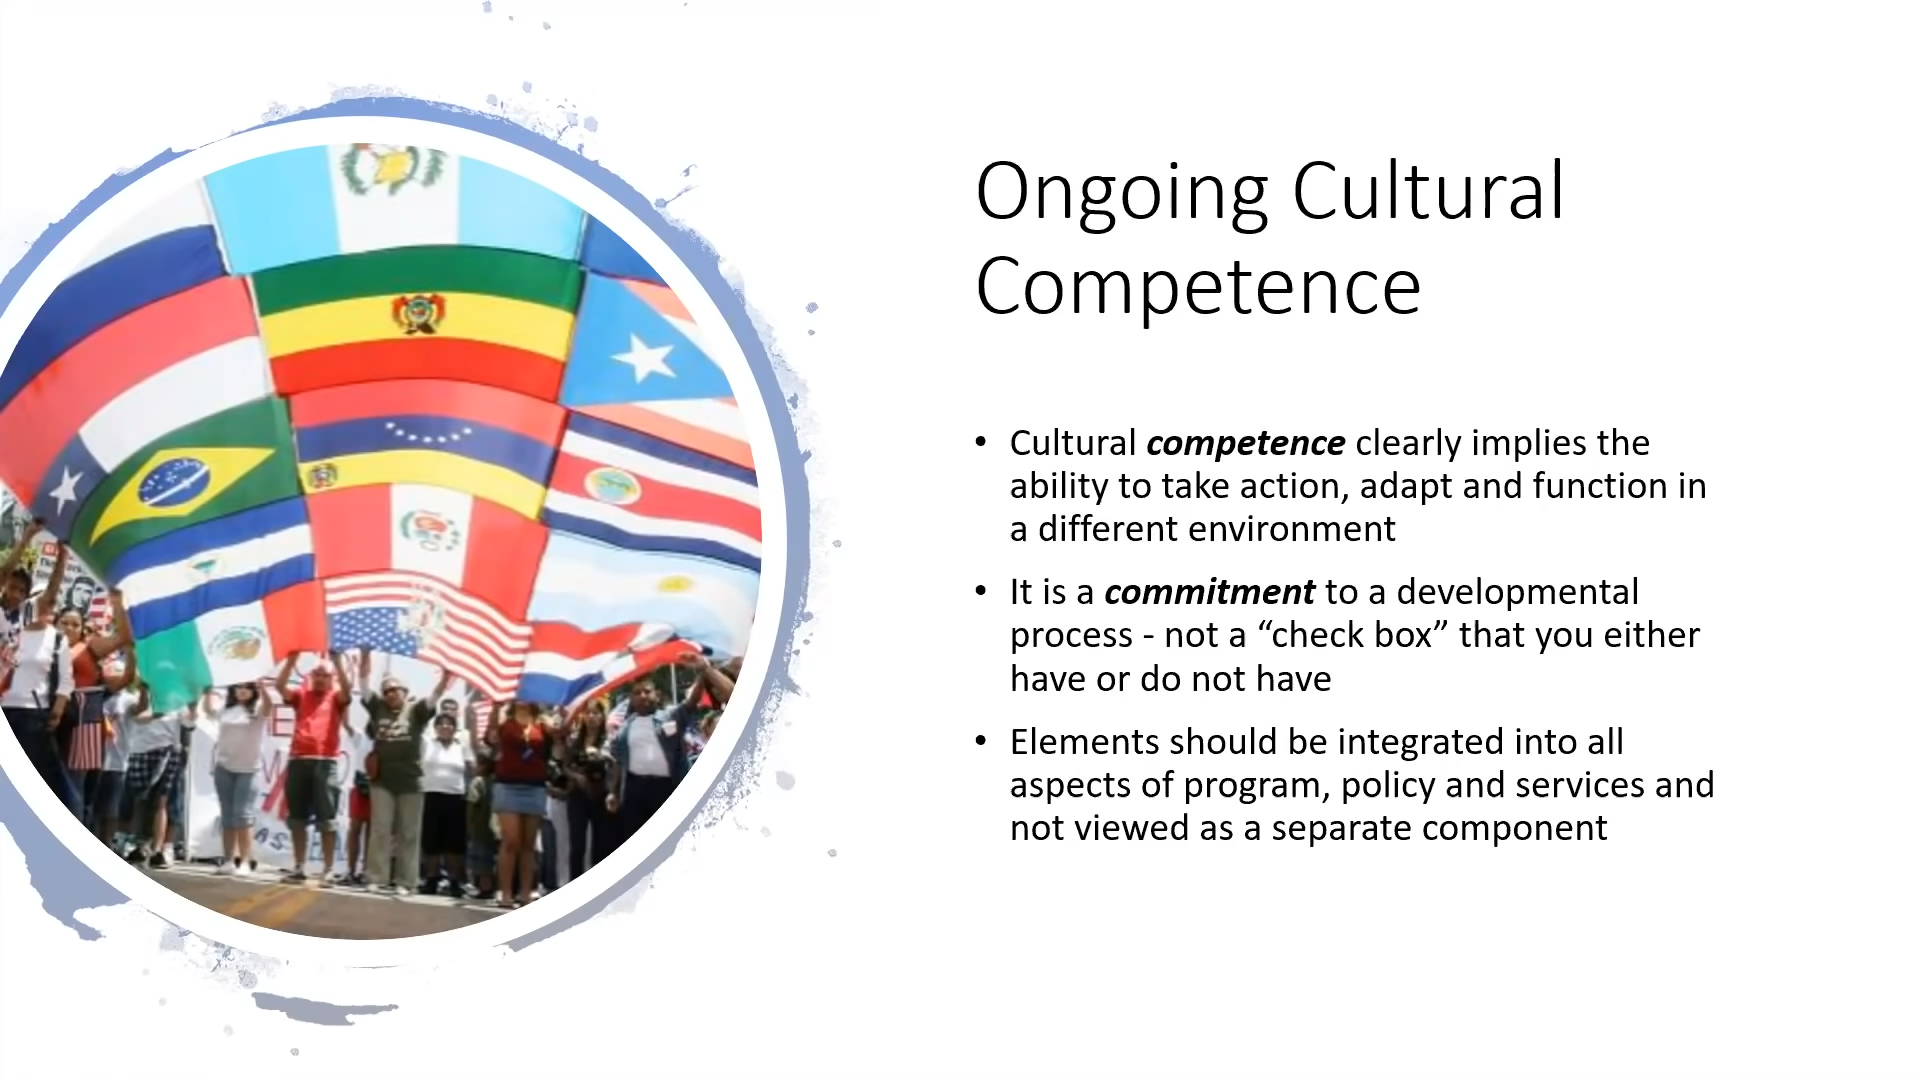 Ongoing Cultural
Competence
• Cultural competence clearly implies the
ability to take action, adapt and function in
a different environment
• It is a commitment to a developmental
process - not a “check box” that you either
have or do not have
• Elements should be integrated into all
aspects of program, policy and services and
not viewed as a separate component